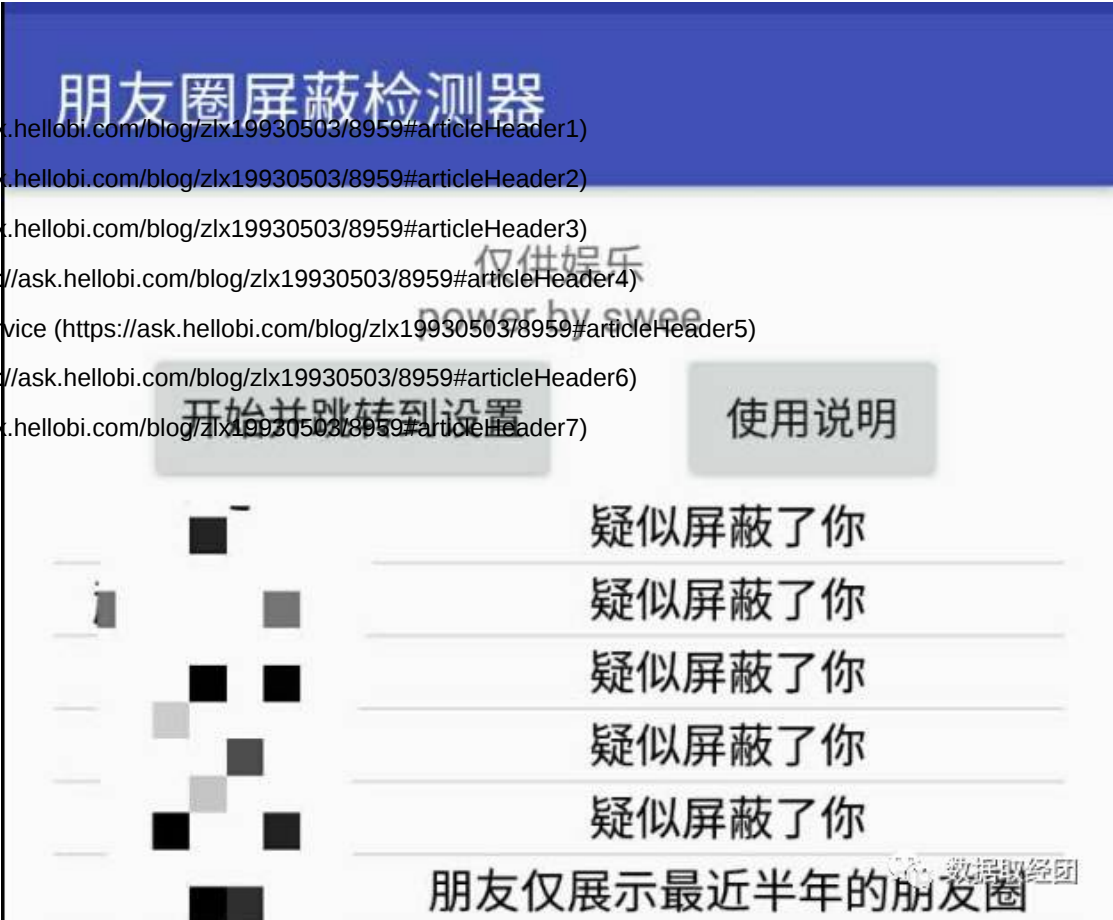 朋友圈屏蔽检测器
.hellobi.com/blog/zlx19930503/8959#articleHeader1)
.hellobi.com/blog/zlx19930503/8959#articleHeader2)
.hellobi.com/blog/zlx19930503/8959#articleHeader3)
仅供娱乐
//ask.hellobi.com/blog/zlx19930503/8959#articleHeader4)
power by swee
vice (https://ask.hellobi.com/blog/zlx19930503/8959#articleHeader5)
//ask.hellobi.com/blog/zlx19930503/8959#articleHeader6)
开始并跳转到设置 使用说明
.hellobi.com/blog/zlx19930503/8959#articleHeader7)
疑似屏蔽了你
疑似屏蔽了你
疑似屏蔽了你
疑似屏蔽了你
疑似屏蔽了你
数据取经团
朋友仅展示最近半年的朋友圈